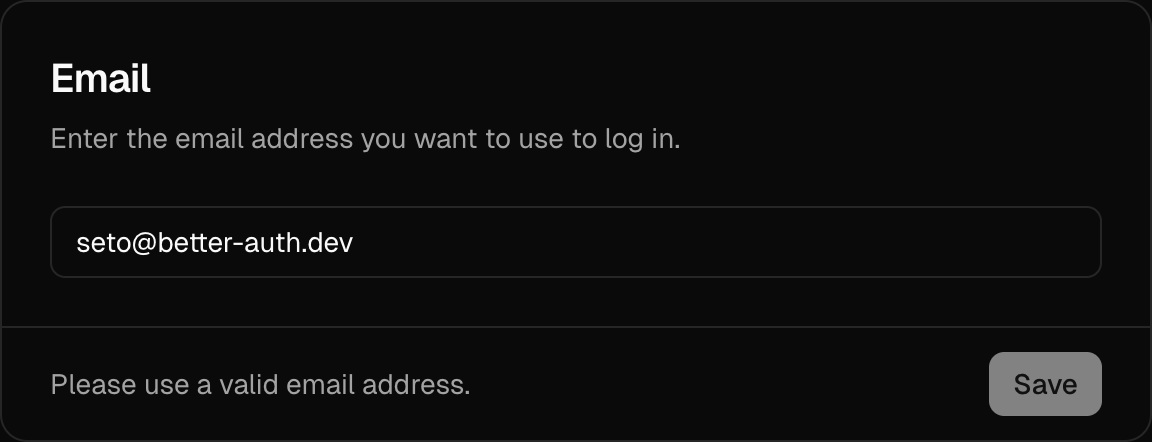 Email
Enter the email address you want to use to log in.
seto@better-auth.dev
Please use a valid email address.
Save